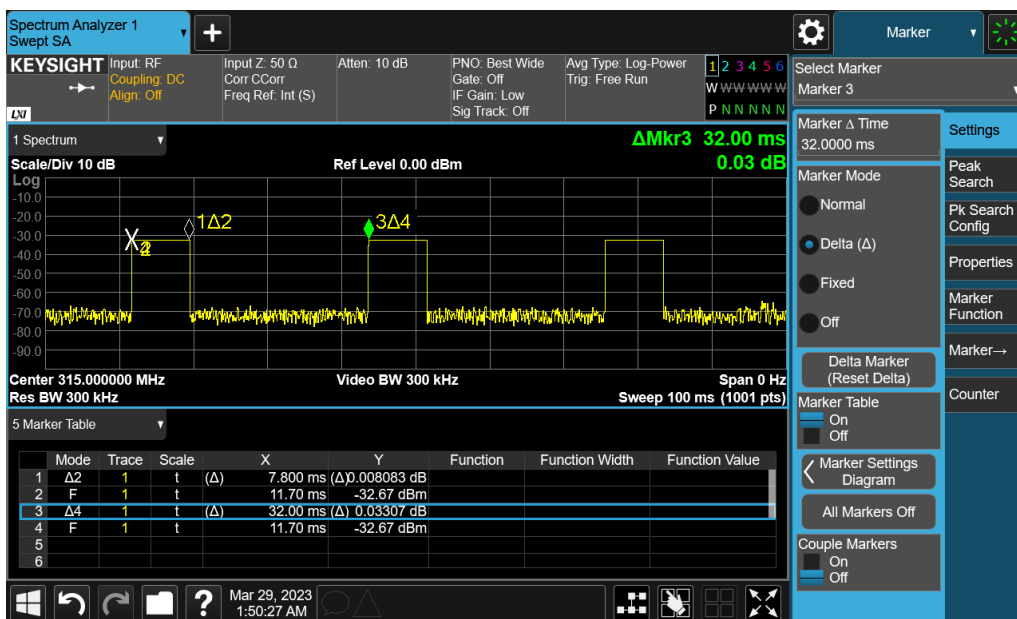 Spectrum Analyzer 1
Swept SA
Marker
KEYSIGHT
LXI
Input: RF
Coupling: DC
Align: Off
Input Z: 50 Ω
Corr CCorr
Freq Ref: Int (S)
Atten: 10 dB
PNO: Best Wide
Gate: Off
IF Gain: Low
Sig Track: Off
Avg Type: Log-Power
Trig: Free Run
1 2 3 4 5 6
W W W W W W
P N N N N N
Select Marker
Marker 3
1 Spectrum
ΔMkr3 32.00 ms
0.03 dB
Scale/Div 10 dB
Ref Level 0.00 dBm
Log
-10.0
-20.0
-30.0
-40.0
-50.0
-60.0
-70.0
-80.0
-90.0
1Δ2
3Δ4
Center 315.000000 MHz
Video BW 300 kHz
Span 0 Hz
Res BW 300 kHz
Sweep 100 ms (1001 pts)
5 Marker Table
Mode Trace Scale X Y Function Function Width Function Value
1 Δ2 1 t (Δ) 7.800 ms (Δ) 0.008083 dB
2 F 1 t 11.70 ms -32.67 dBm
3 Δ4 1 t (Δ) 32.00 ms (Δ) 0.03307 dB
4 F 1 t 11.70 ms -32.67 dBm
5
6
Marker Δ Time
32.0000 ms
Marker Mode
Normal
Delta (Δ)
Fixed
Off
Delta Marker
(Reset Delta)
Marker Table
On
Off
Marker Settings
Diagram
All Markers Off
Couple Markers
On
Off
Settings
Peak
Search
Pk Search
Config
Properties
Marker
Function
Marker→
Counter
?
Mar 29, 2023
1:50:27 AM